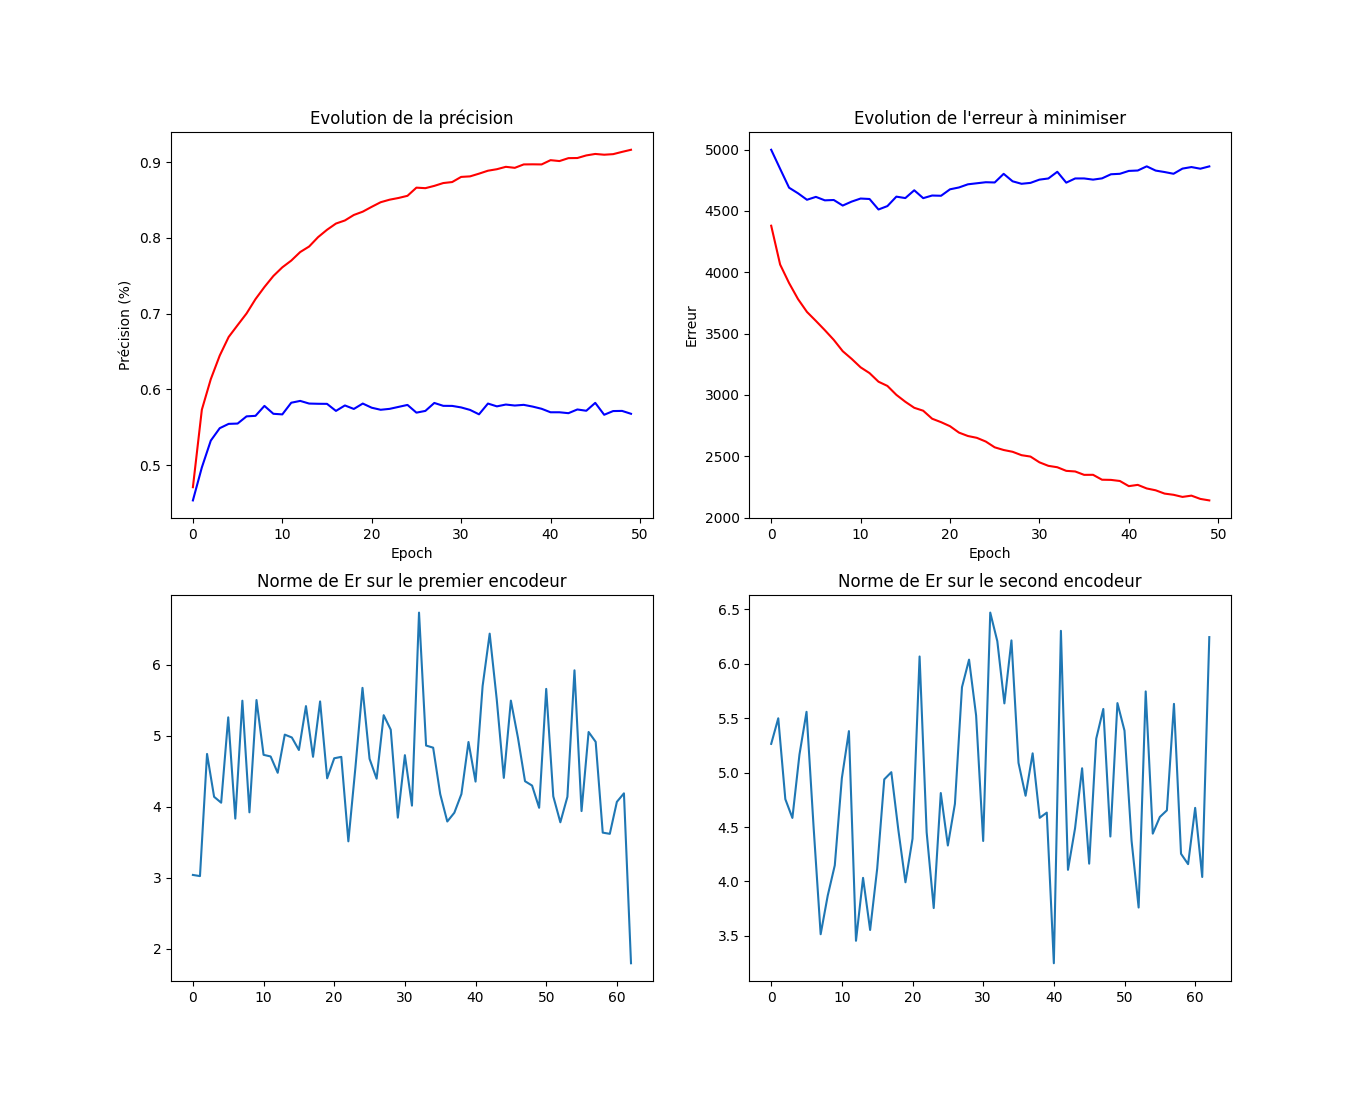 Evolution de la précision
Précision (%)
0.9
0.8
0.7
0.6
0.5
0 10 20 30 40 50
Epoch
Evolution de l'erreur à minimiser
Erreur
5000
4500
4000
3500
3000
2500
2000
0 10 20 30 40 50
Epoch
Norme de Er sur le premier encodeur
6
5
4
3
2
0 10 20 30 40 50 60
Norme de Er sur le second encodeur
6.5
6.0
5.5
5.0
4.5
4.0
3.5
0 10 20 30 40 50 60